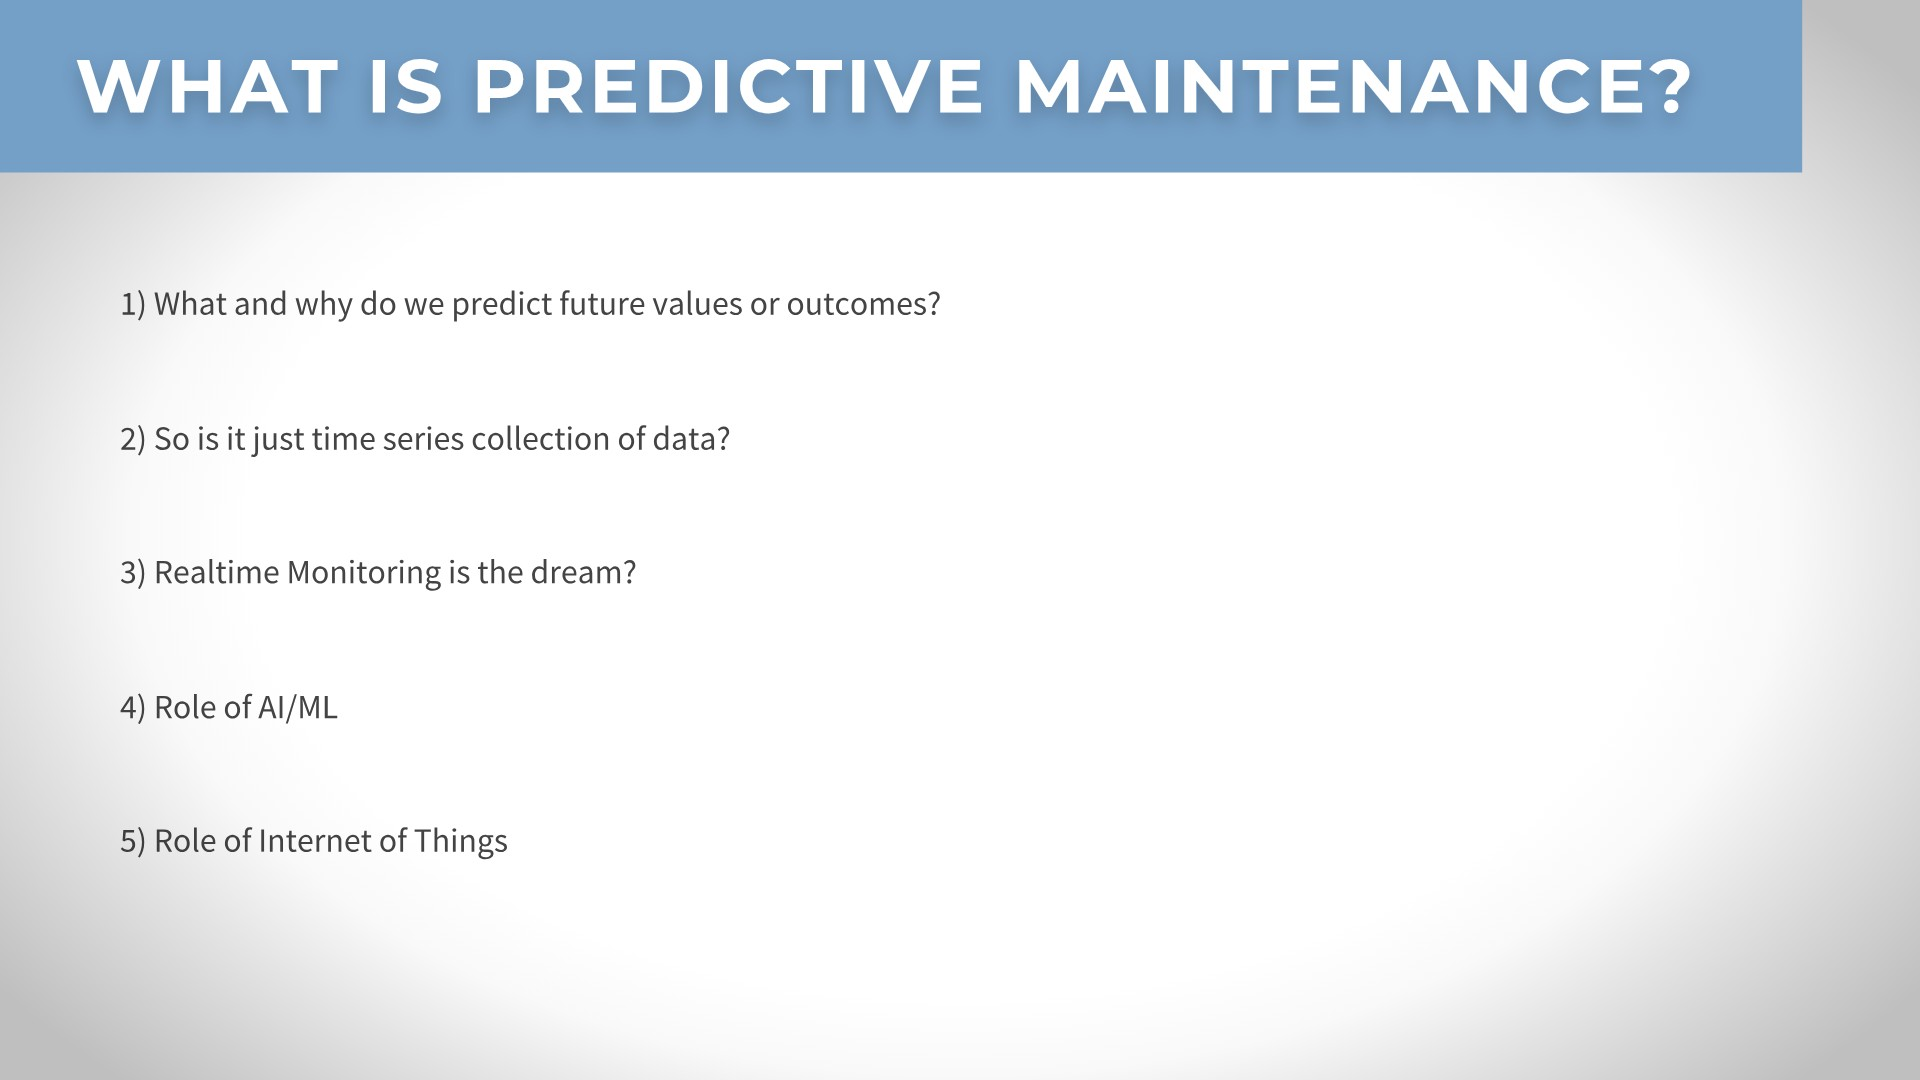 WHAT IS PREDICTIVE MAINTENANCE?
1) What and why do we predict future values or outcomes?
2) So is it just time series collection of data?
3) Realtime Monitoring is the dream?
4) Role of AI/ML
5) Role of Internet of Things